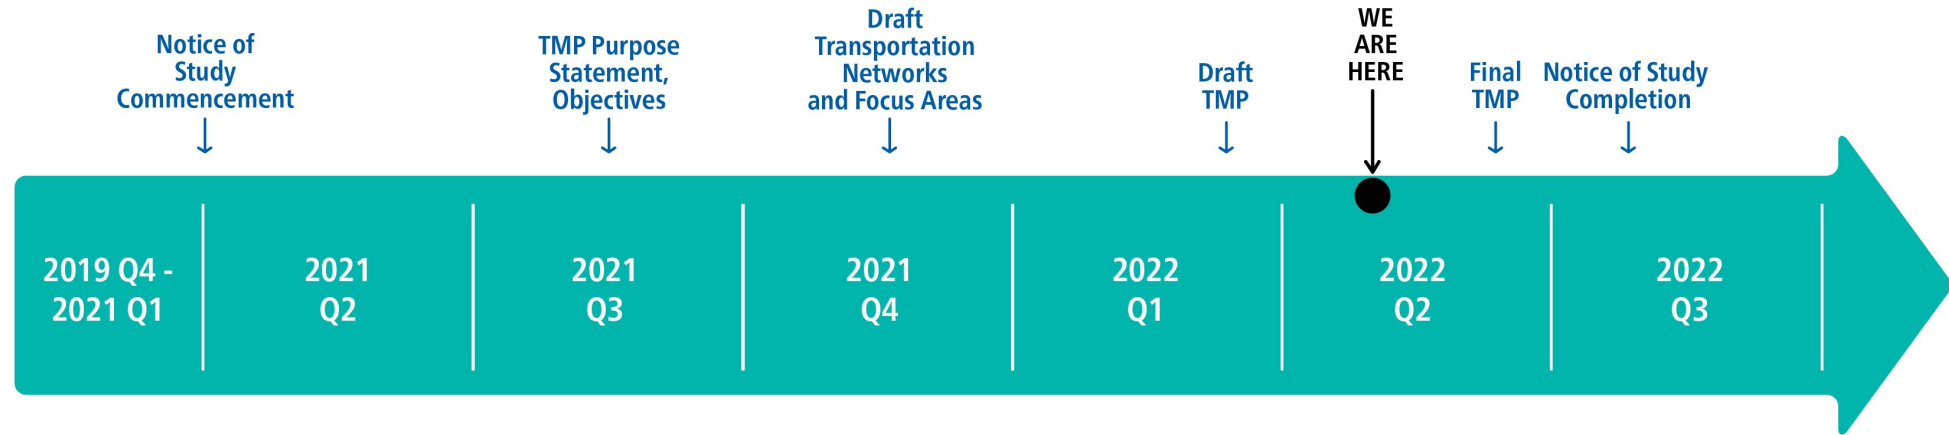 Notice of
Study
Commencement
TMP Purpose
Statement,
Objectives
Draft
Transportation
Networks
and Focus Areas
Draft
TMP
WE
ARE
HERE
Final
TMP
Notice of Study
Completion
2019 Q4 -
2021 Q1
2021
Q2
2021
Q3
2021
Q4
2022
Q1
2022
Q2
2022
Q3